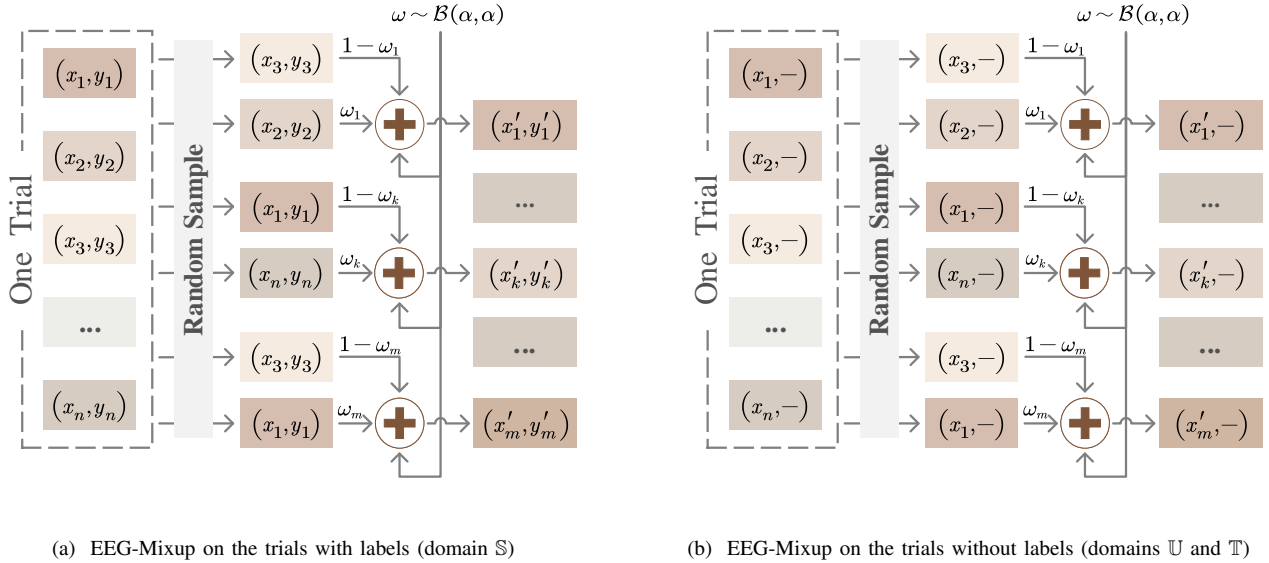 ω ~ 𝓑(α, α)
One Trial
(x₁, y₁)
(x₂, y₂)
(x₃, y₃)
...
(xₙ, yₙ)
Random Sample
(x₃, y₃)
1 − ω₁
(x₂, y₂)
ω₁
(x₁, y₁)
1 − ωₖ
(xₙ, yₙ)
ωₖ
(x₃, y₃)
1 − ωₘ
(x₁, y₁)
ωₘ
(x′₁, y′₁)
...
(x′ₖ, y′ₖ)
...
(x′ₘ, y′ₘ)
(a) EEG-Mixup on the trials with labels (domain 𝕊)
ω ~ 𝓑(α, α)
One Trial
(x₁, −)
(x₂, −)
(x₃, −)
...
(xₙ, −)
Random Sample
(x₃, −)
1 − ω₁
(x₂, −)
ω₁
(x₁, −)
1 − ωₖ
(xₙ, −)
ωₖ
(x₃, −)
1 − ωₘ
(x₁, −)
ωₘ
(x′₁, −)
...
(x′ₖ, −)
...
(x′ₘ, −)
(b) EEG-Mixup on the trials without labels (domains 𝕌 and 𝕋)